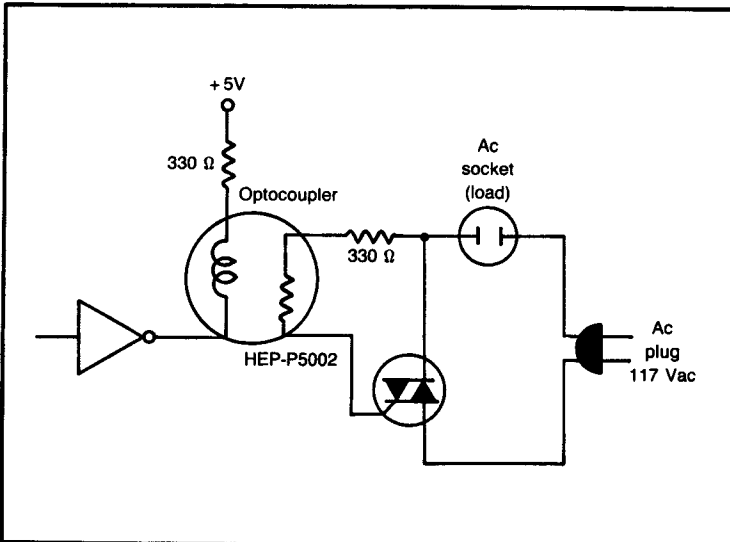 +5V
330 Ω
Optocoupler
Ac
socket
(load)
330 Ω
HEP-P5002
Ac
plug
117 Vac